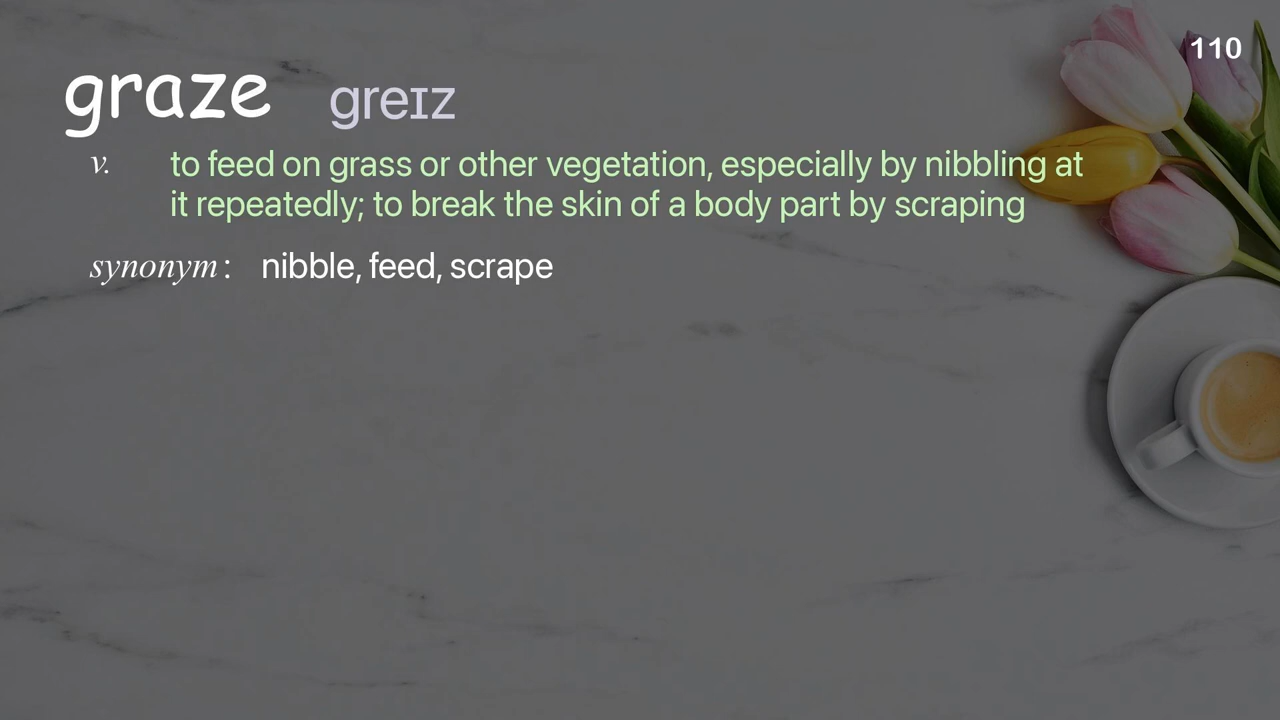 110
graze greɪz
v. to feed on grass or other vegetation, especially by nibbling at
it repeatedly; to break the skin of a body part by scraping
synonym: nibble, feed, scrape